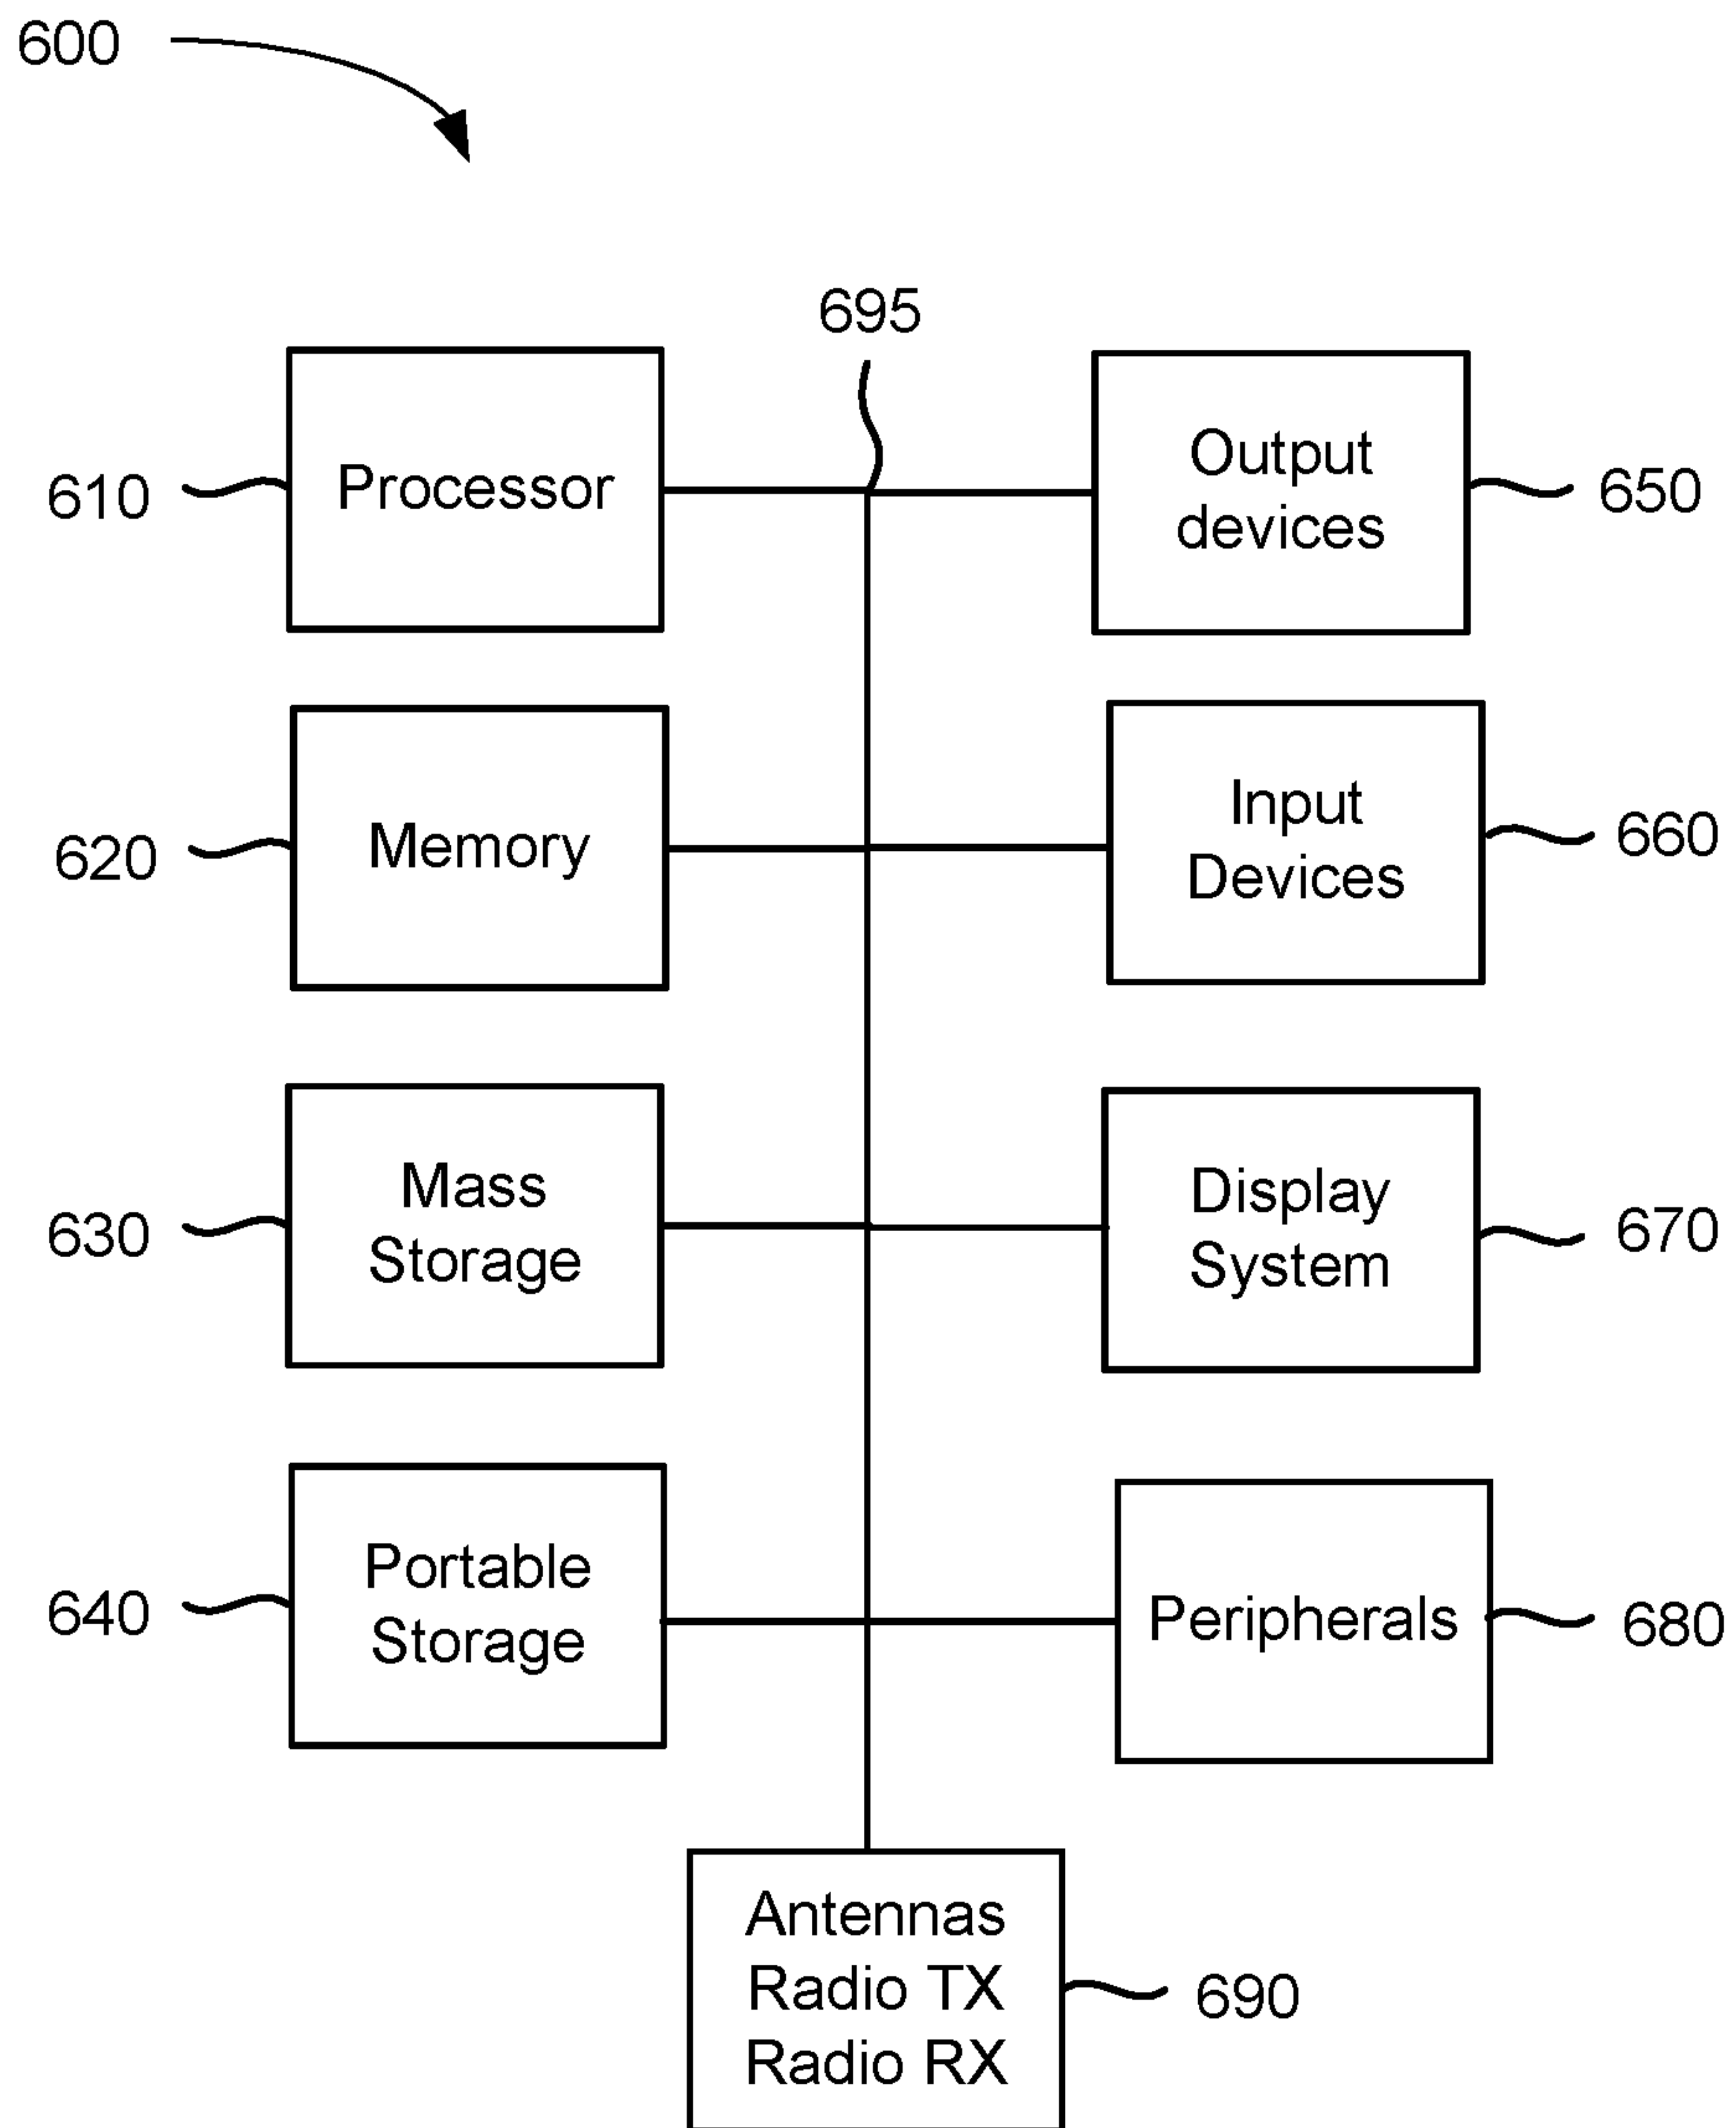 600
695
610
Processor
Output
devices
650
620
Memory
Input
Devices
660
630
Mass
Storage
Display
System
670
640
Portable
Storage
Peripherals
680
Antennas
Radio TX
Radio RX
690